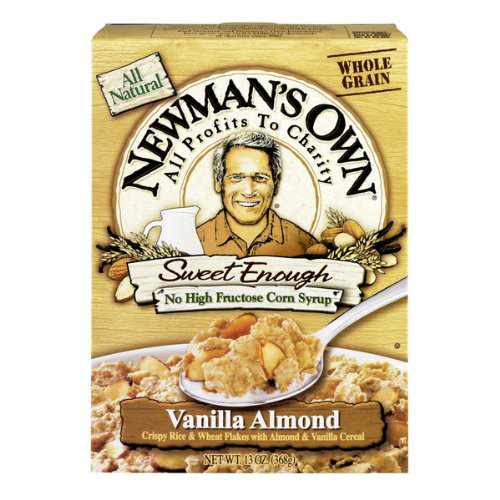 All
Natural
WHOLE
GRAIN
NEWMAN'S OWN®
All Profits To Charity
Sweet Enough
No High Fructose Corn Syrup
Vanilla Almond
Crispy Rice & Wheat Flakes with Almond & Vanilla Cereal
NET WT. 13 OZ. (368g)